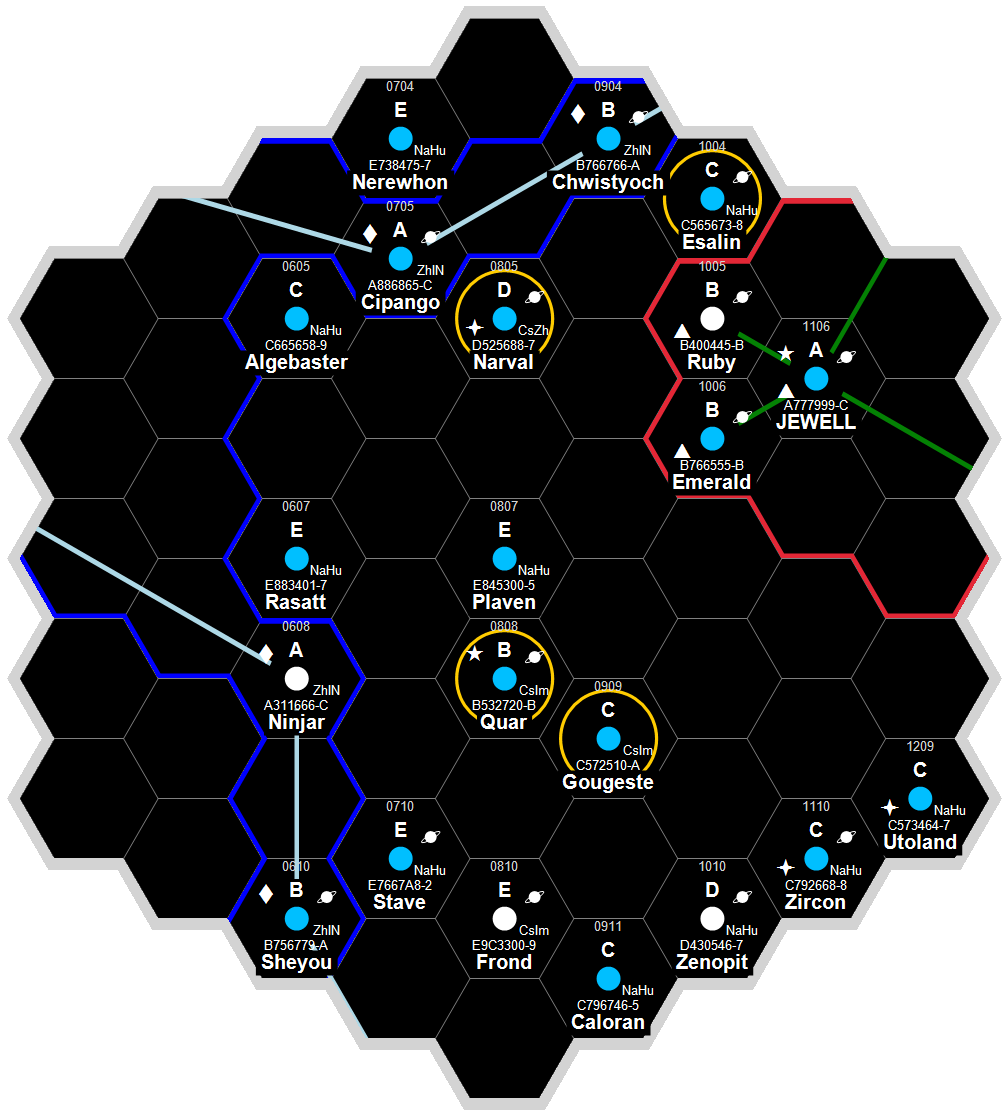 0704
E
NaHu
E738475-7
Nerewhon
0904
B
ZhIN
B766766-A
Chwistyoch
1004
C
NaHu
C565673-8
Esalin
0705
A
ZhIN
A886865-C
Cipango
0605
C
NaHu
C665658-9
Algebaster
0805
D
CsZh
D525688-7
Narval
1005
B
B400445-B
Ruby
1106
A
A777999-C
JEWELL
1006
B
B766555-B
Emerald
0607
E
NaHu
E883401-7
Rasatt
0807
E
NaHu
E845300-5
Plaven
0608
A
ZhIN
A311666-C
Ninjar
0808
B
CsIm
B532720-B
Quar
0909
C
CsIm
C572510-A
Gougeste
1209
C
NaHu
C573464-7
Utoland
0710
E
NaHu
E7667A8-2
Stave
1110
C
NaHu
C792668-8
Zircon
0610
B
ZhIN
B756779-A
Sheyou
0810
E
CsIm
E9C3300-9
Frond
1010
D
NaHu
D430546-7
Zenopit
0911
C
NaHu
C796746-5
Caloran